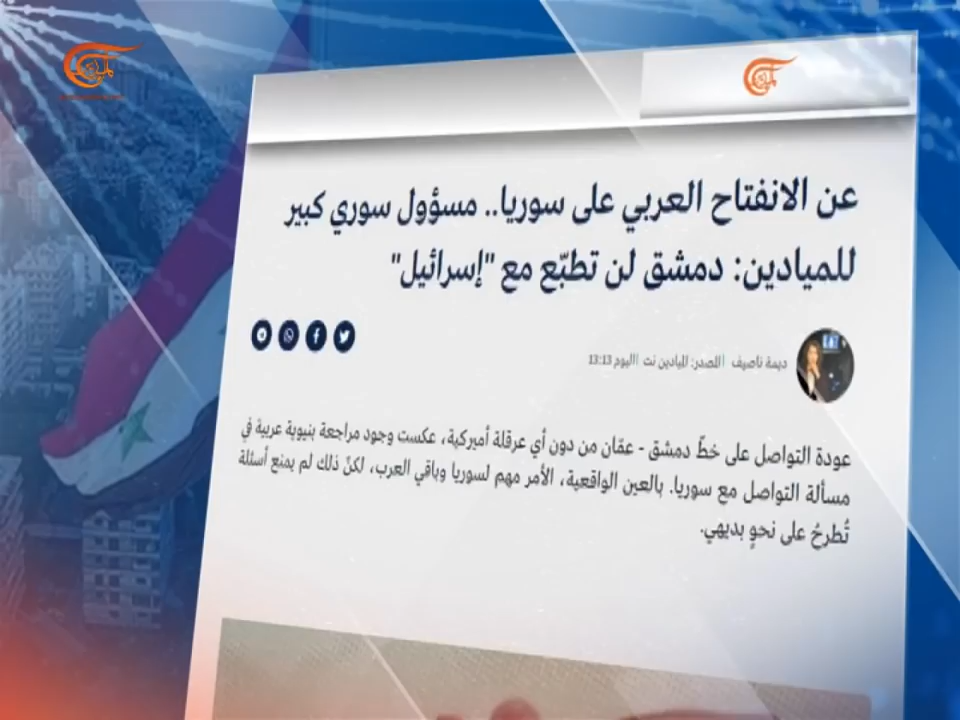 الميادين
الميادين
عن الانفتاح العربي على سوريا.. مسؤول سوري كبير
للميادين: دمشق لن تطبّع مع "إسرائيل"
ديمة ناصيف | المصدر: الميادين نت | اليوم 13:13
عودة التواصل على خطّ دمشق - عمّان من دون أي عرقلة أميركية، عكست وجود مراجعة بنيوية عربية في
مسألة التواصل مع سوريا. بالعين الواقعية، الأمر مهم لسوريا وباقي العرب، لكنّ ذلك لم يمنع أسئلة
تُطرحُ على نحوٍ بديهي.